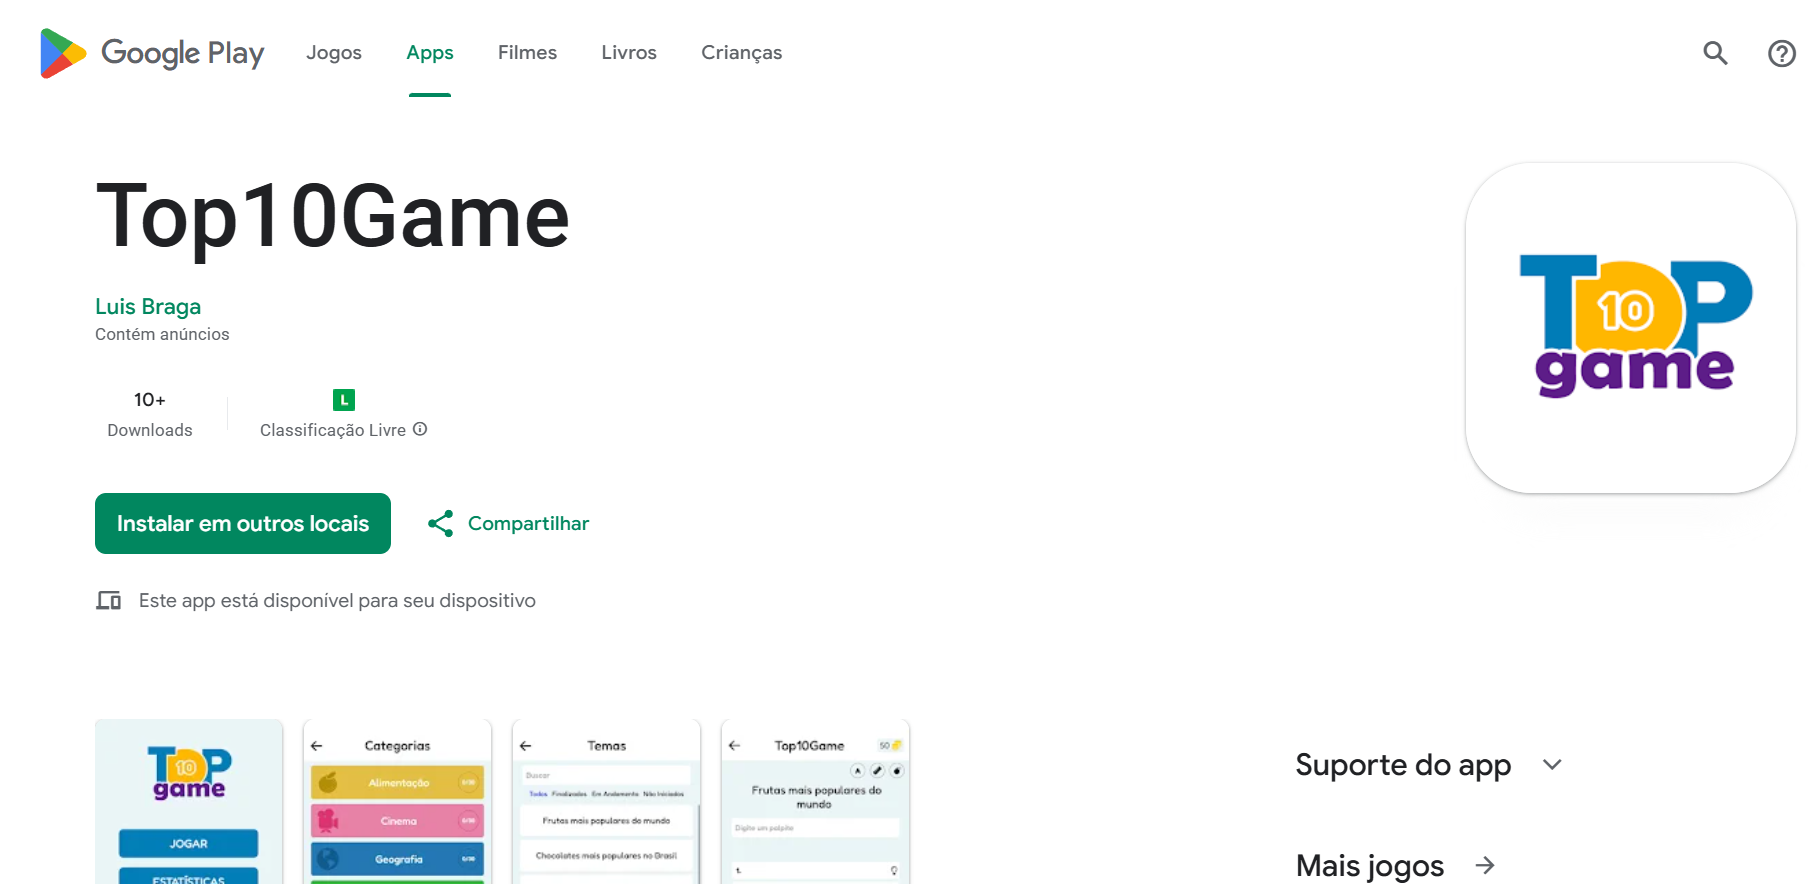 Google Play
Jogos
Apps
Filmes
Livros
Crianças
Top10Game
Luis Braga
Contém anúncios
10+
Downloads
L
Classificação Livre
Instalar em outros locais
Compartilhar
Este app está disponível para seu dispositivo
TOP
10
game
TOP
10
game
JOGAR
ESTATÍSTICAS
Categorias
Alimentação
Cinema
Geografia
Temas
Buscar
Todos Finalizados Em Andamento Não Iniciados
Frutas mais populares do mundo
Chocolates mais populares no Brasil
Top10Game
50
A
Frutas mais populares do
mundo
Digite um palpite
1.
Suporte do app
Mais jogos